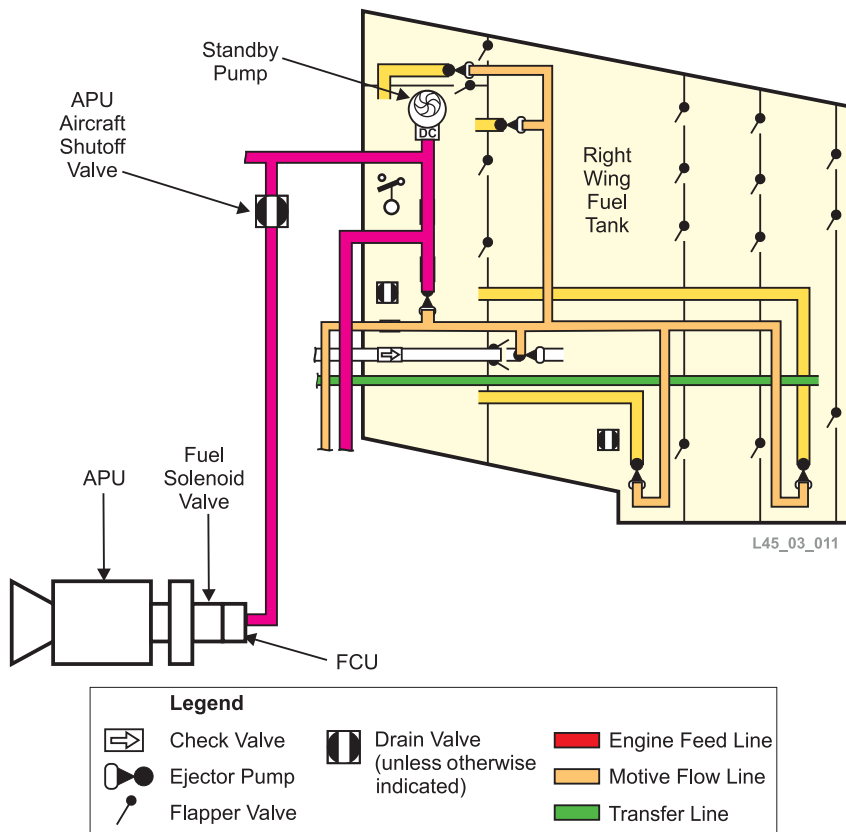 Standby
Pump
APU
Aircraft
Shutoff
Valve
DC
Right
Wing
Fuel
Tank
Fuel
Solenoid
Valve
APU
L45_03_011
FCU
Legend
Check Valve
Ejector Pump
Flapper Valve
Drain Valve
(unless otherwise
indicated)
Engine Feed Line
Motive Flow Line
Transfer Line